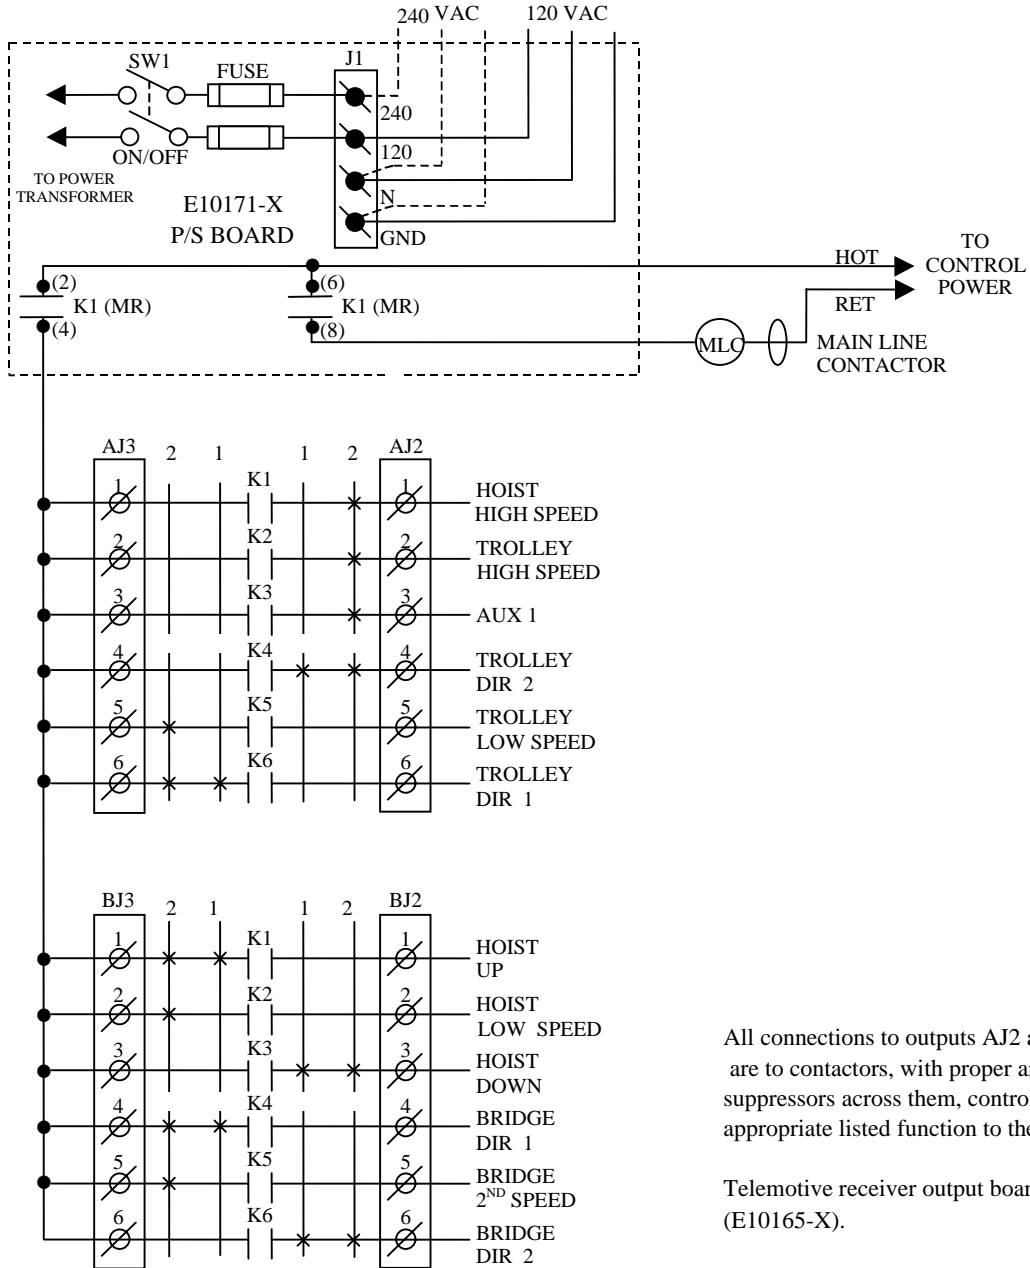 240 VAC 120 VAC
SW1 FUSE J1
240
120
ON/OFF
N
GND
TO POWER
TRANSFORMER
E10171-X
P/S BOARD
HOT
TO
CONTROL
POWER
RET
(2) (6)
K1 (MR) K1 (MR)
(4) (8)
MLC
MAIN LINE
CONTACTOR
AJ3 2 1 1 2 AJ2
1 K1 1 HOIST
HIGH SPEED
2 K2 2 TROLLEY
HIGH SPEED
3 K3 3 AUX 1
4 K4 4 TROLLEY
DIR 2
5 K5 5 TROLLEY
LOW SPEED
6 K6 6 TROLLEY
DIR 1
BJ3 2 1 1 2 BJ2
1 K1 1 HOIST
UP
2 K2 2 HOIST
LOW SPEED
3 K3 3 HOIST
DOWN
4 K4 4 BRIDGE
DIR 1
5 K5 5 BRIDGE
2ND SPEED
6 K6 6 BRIDGE
DIR 2
All connections to outputs AJ2
are to contactors, with proper
suppressors across them,
appropriate listed function to
Telemotive receiver output
(E10165-X).